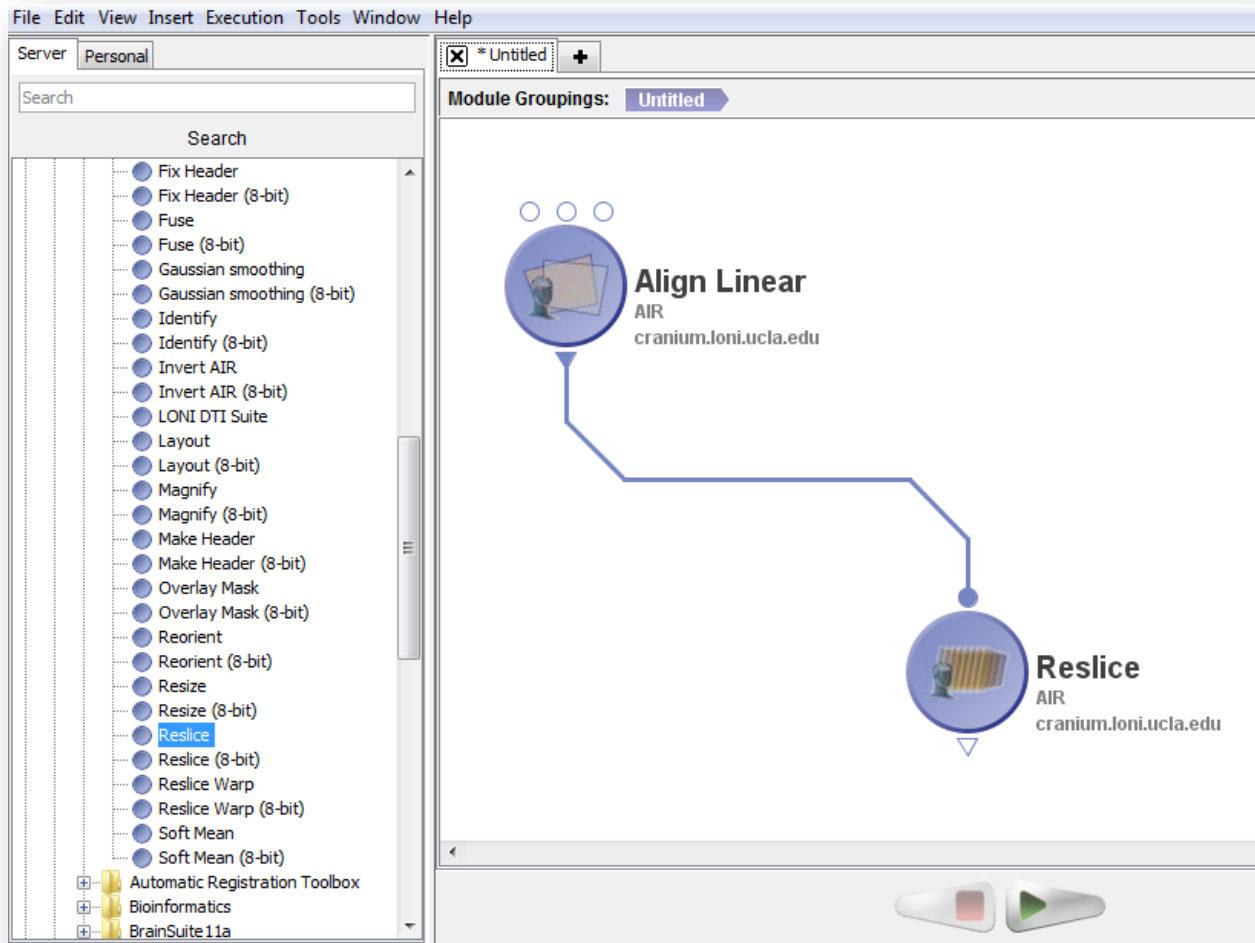 File Edit View Insert Execution Tools Window Help
Server Personal
Search
Search
Fix Header
Fix Header (8-bit)
Fuse
Fuse (8-bit)
Gaussian smoothing
Gaussian smoothing (8-bit)
Identify
Identify (8-bit)
Invert AIR
Invert AIR (8-bit)
LONI DTI Suite
Layout
Layout (8-bit)
Magnify
Magnify (8-bit)
Make Header
Make Header (8-bit)
Overlay Mask
Overlay Mask (8-bit)
Reorient
Reorient (8-bit)
Resize
Resize (8-bit)
Reslice
Reslice (8-bit)
Reslice Warp
Reslice Warp (8-bit)
Soft Mean
Soft Mean (8-bit)
Automatic Registration Toolbox
Bioinformatics
BrainSuite11a
* Untitled
Module Groupings: Untitled
Align Linear
AIR
cranium.loni.ucla.edu
Reslice
AIR
cranium.loni.ucla.edu